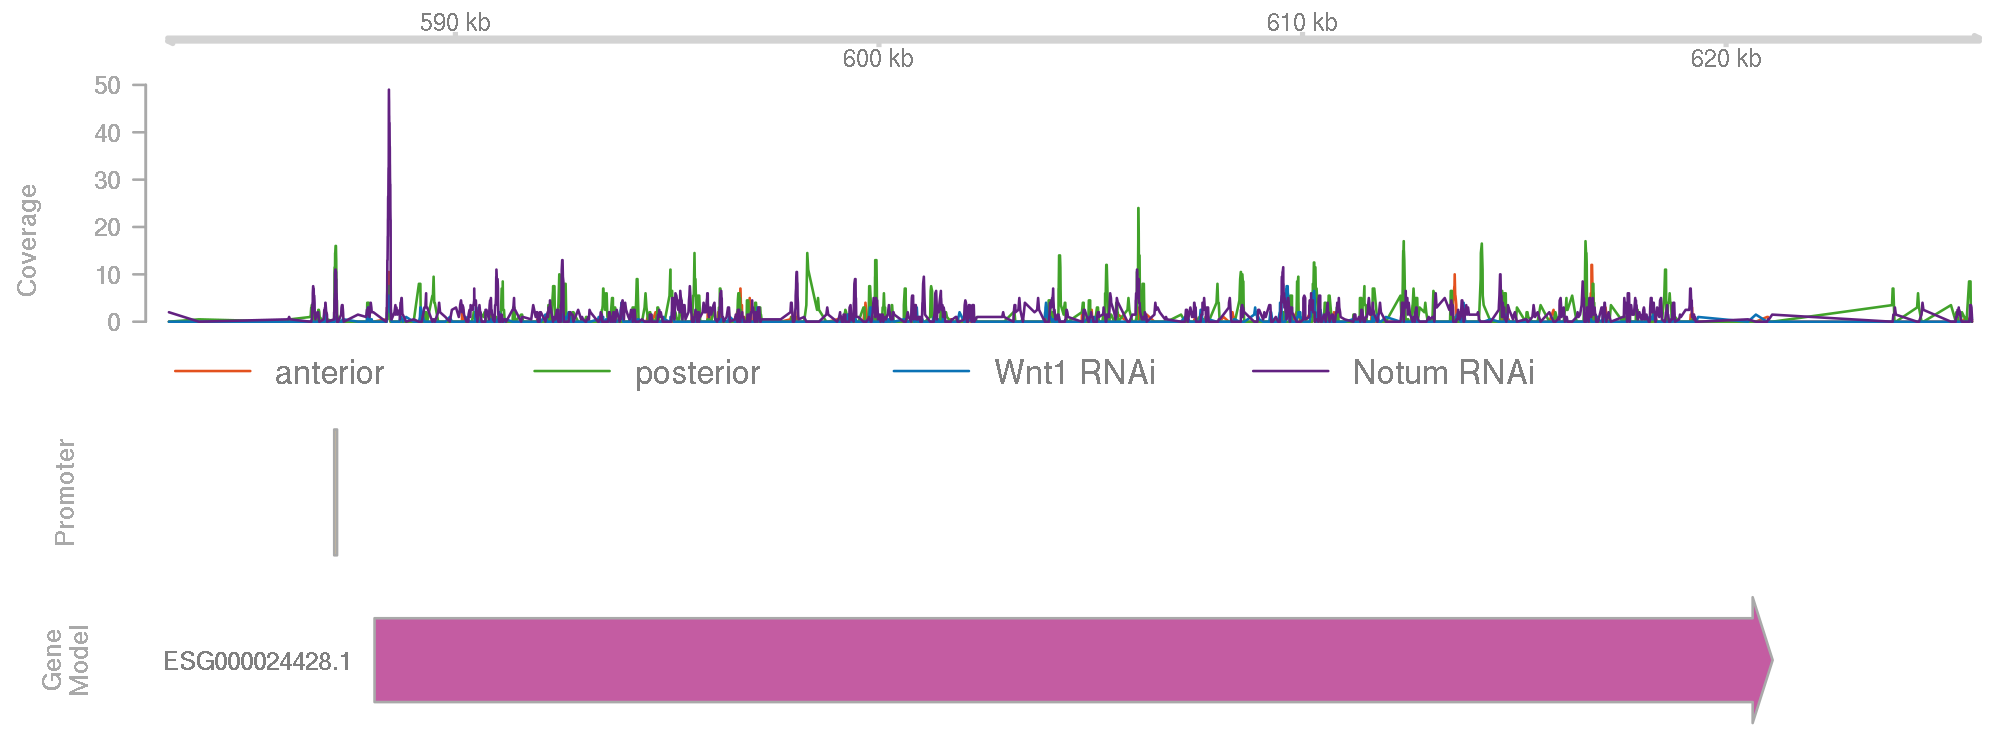 590 kb
610 kb
600 kb
620 kb
Coverage
50
40
30
20
10
0
anterior
posterior
Wnt1 RNAi
Notum RNAi
Promoter
Gene
Model
ESG000024428.1